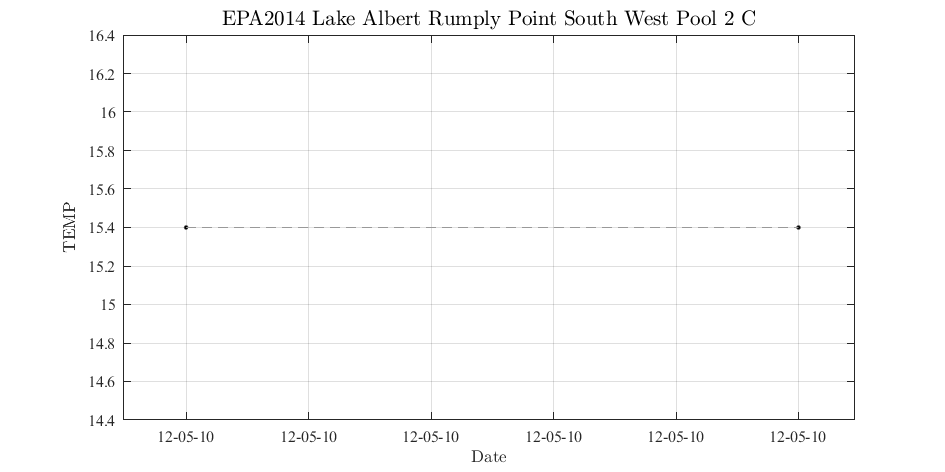 EPA2014 Lake Albert Rumply Point South West Pool 2 C
16.4
16.2
16
15.8
15.6
15.4
15.2
15
14.8
14.6
14.4
TEMP
12-05-10 12-05-10 12-05-10 12-05-10 12-05-10 12-05-10
Date